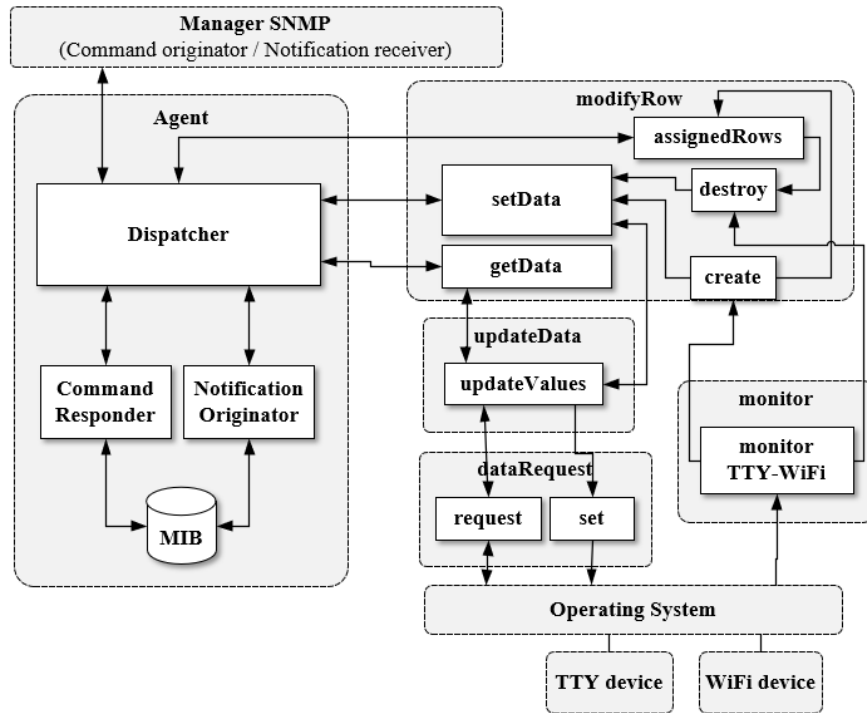 Manager SNMP
(Command originator / Notification receiver)
Agent
Dispatcher
Command
Responder
Notification
Originator
MIB
modifyRow
assignedRows
setData
destroy
getData
create
updateData
updateValues
monitor
monitor
TTY-WiFi
dataRequest
request
set
Operating System
TTY device
WiFi device